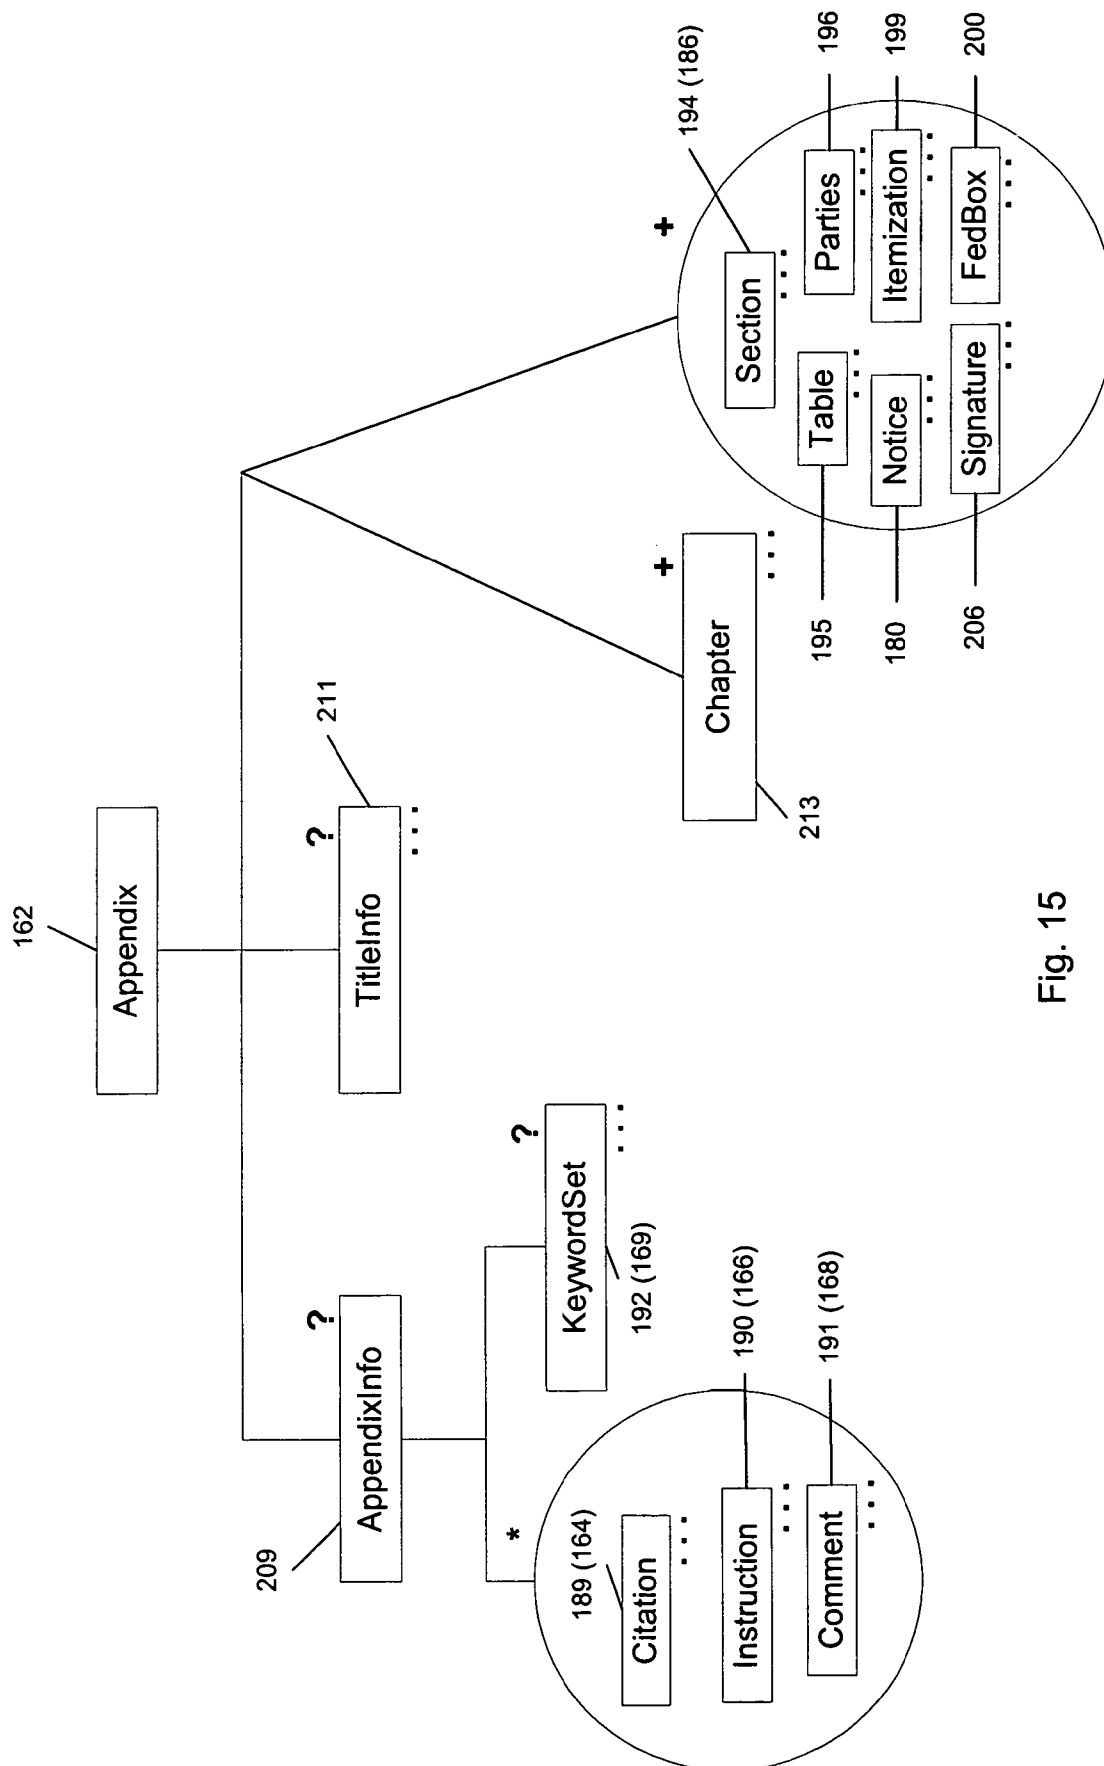 162
Appendix
209
AppendixInfo
?
TitleInfo
?
211
...
*
189 (164)
Citation
...
Instruction
...
190 (166)
Comment
...
191 (168)
KeywordSet
?
...
192 (169)
Chapter
+
...
213
+
Section
...
194 (186)
195
Table
...
Parties
...
196
180
Notice
...
Itemization
...
199
206
Signature
...
FedBox
...
200
Fig. 15